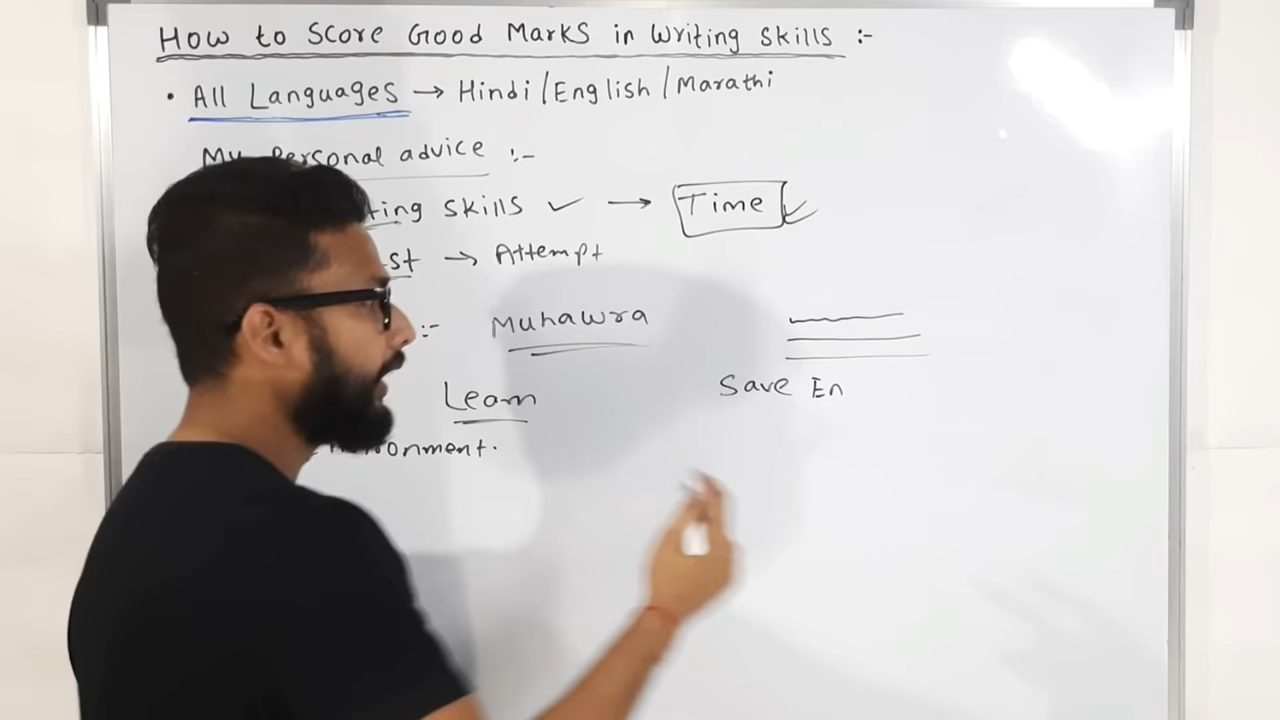 How to Score Good Marks in Writing Skills :-
• All Languages → Hindi/English/Marathi
My Personal advice :-
ting skills ✓ → Time ✓
st → Attempt
:- Muhawra
Save En
Learn
ironment.